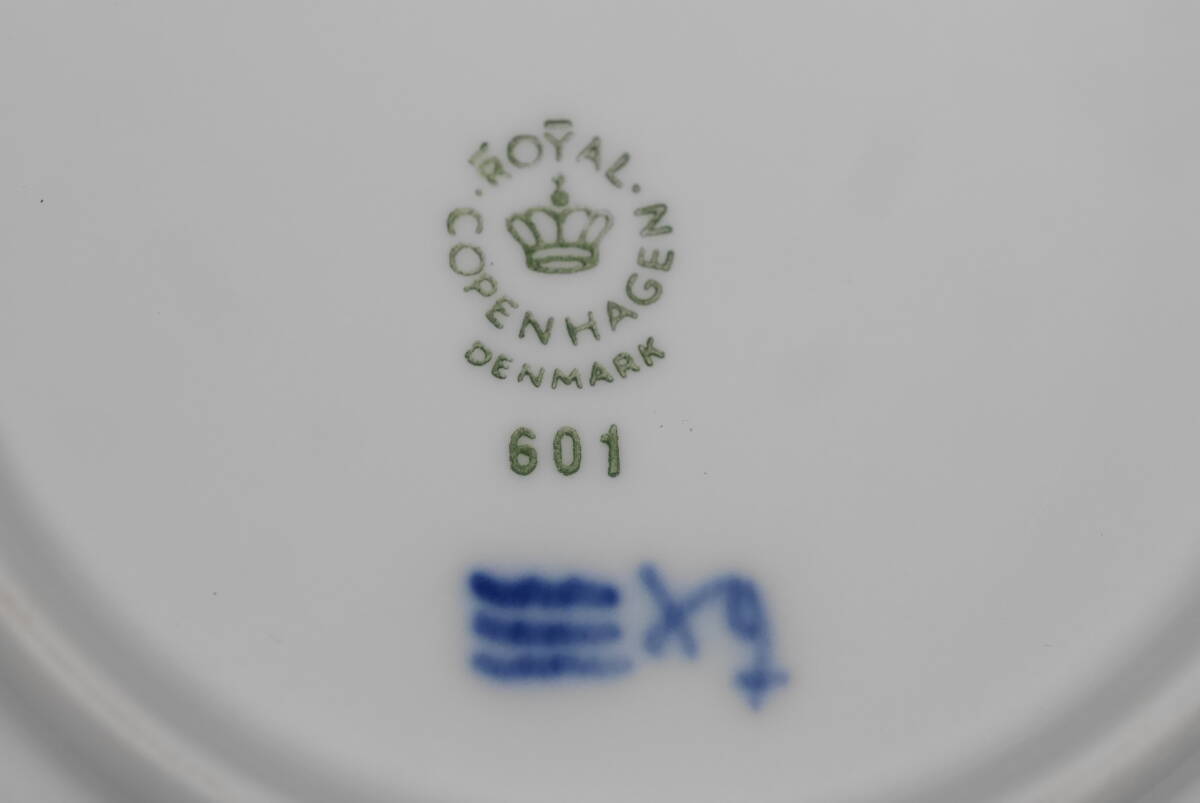 ROYAL
COPENHAGEN
DENMARK
601